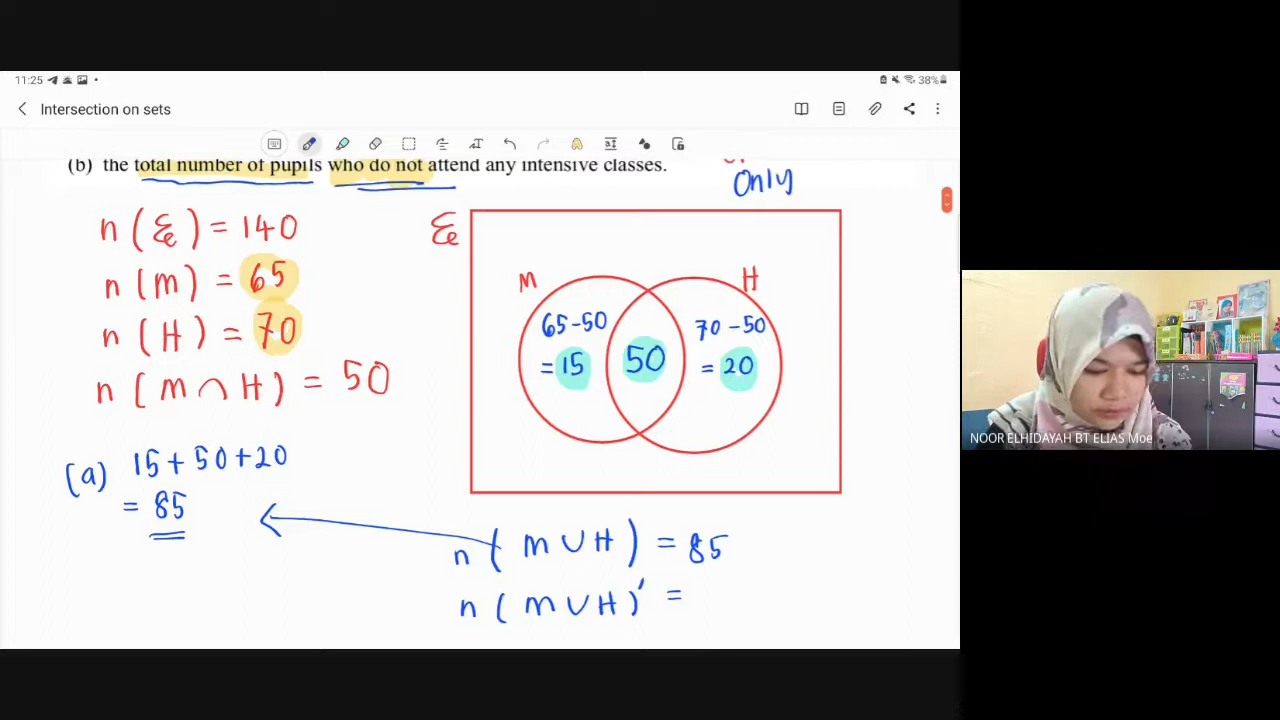 11:25
38%
Intersection on sets
(b) the total number of pupils who do not attend any intensive classes.
Only
n (ξ) = 140
n (m) = 65
n (H) = 70
n (m ∩ H) = 50
ξ
M
H
65-50
= 15
50
70-50
= 20
(a) 15+50+20
= 85
n ( m ∪ H ) = 85
n ( m ∪ H )' =
NOOR ELHIDAYAH BT ELIAS Moe